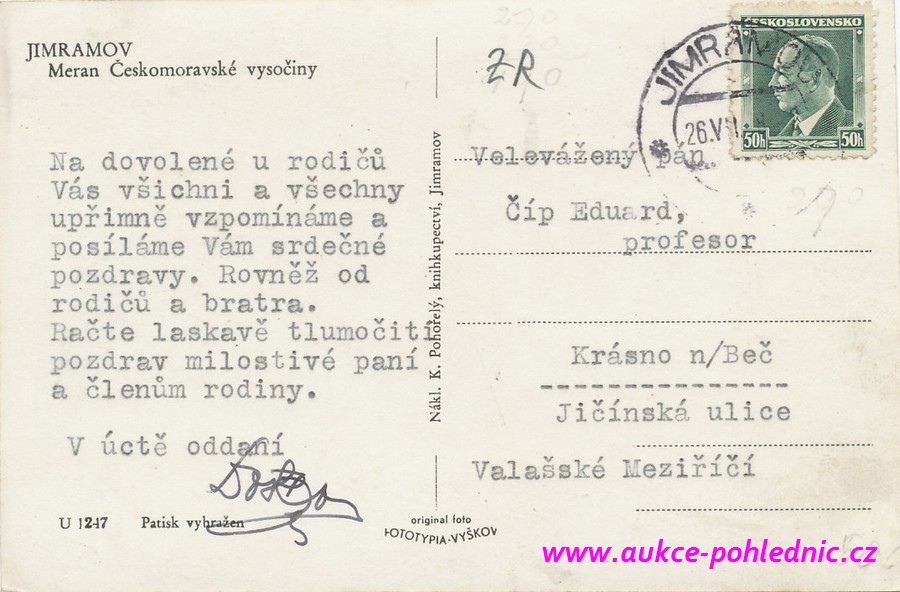 JIMRAMOV
Meran Českomoravské vysočiny
Na dovolené u rodičů
Vás všichni a všechny
upřimně vzpomínáme a
posíláme Vám srdečné
pozdravy. Rovněž od
rodičů a bratra.
Račte laskavě tlumočiti
pozdrav milostivé paní
a členům rodiny.
V úctě oddaní
U 1247 Patisk vyhražen
Nákl. K. Pohořelý, knihkupectví, Jimramov
original foto
FOTOTYPIA-VYŠKOV
ZR
JIMRAMOV
26.VII.
ČESKOSLOVENSKO
50h 50h
Velevážený pán
Číp Eduard,
profesor
Krásno n/Beč
Jičínská ulice
Valašské Meziříčí
www.aukce-pohlednic.cz